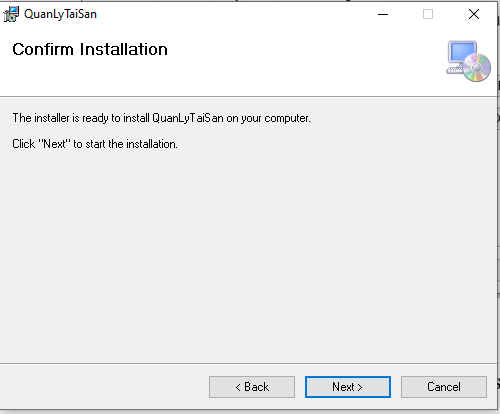 QuanLyTaiSan
Confirm Installation
The installer is ready to install QuanLyTaiSan on your computer.
Click "Next" to start the installation.
< Back
Next >
Cancel